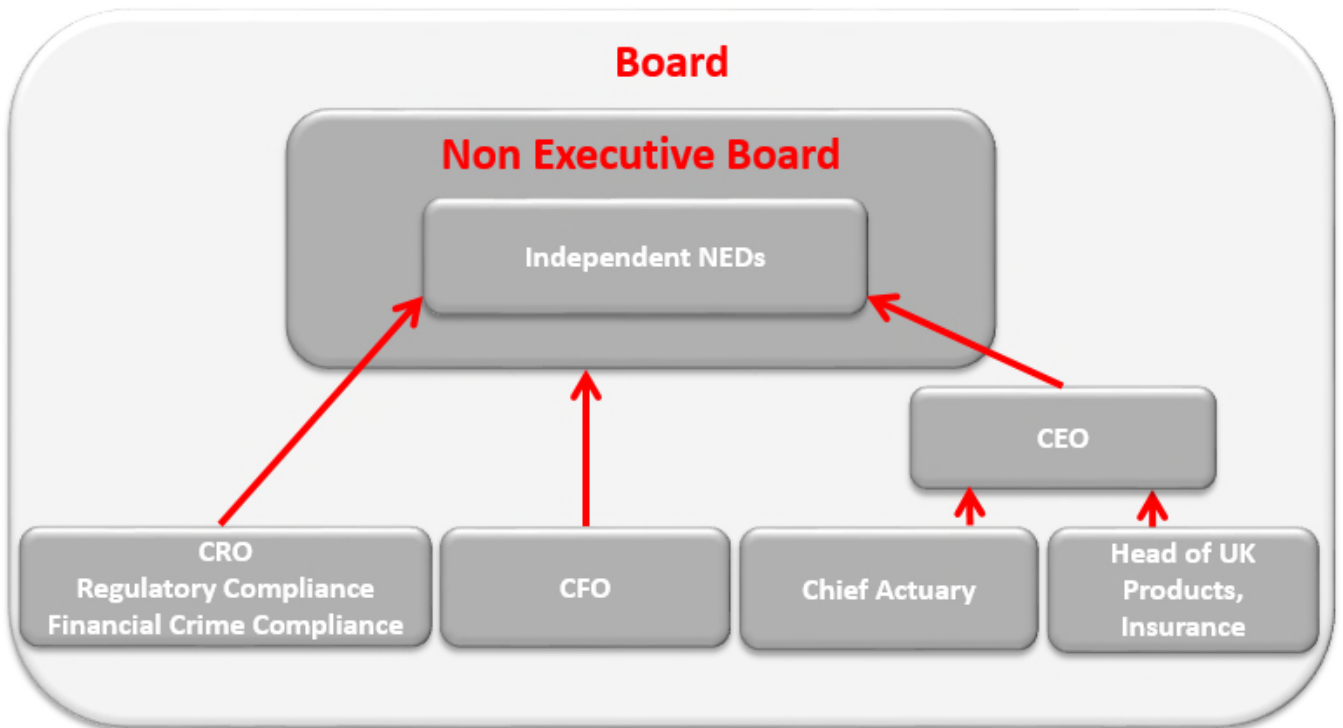 Board
Non Executive Board
Independent NEDs
CEO
CRO
Regulatory Compliance
Financial Crime Compliance
CFO
Chief Actuary
Head of UK
Products,
Insurance